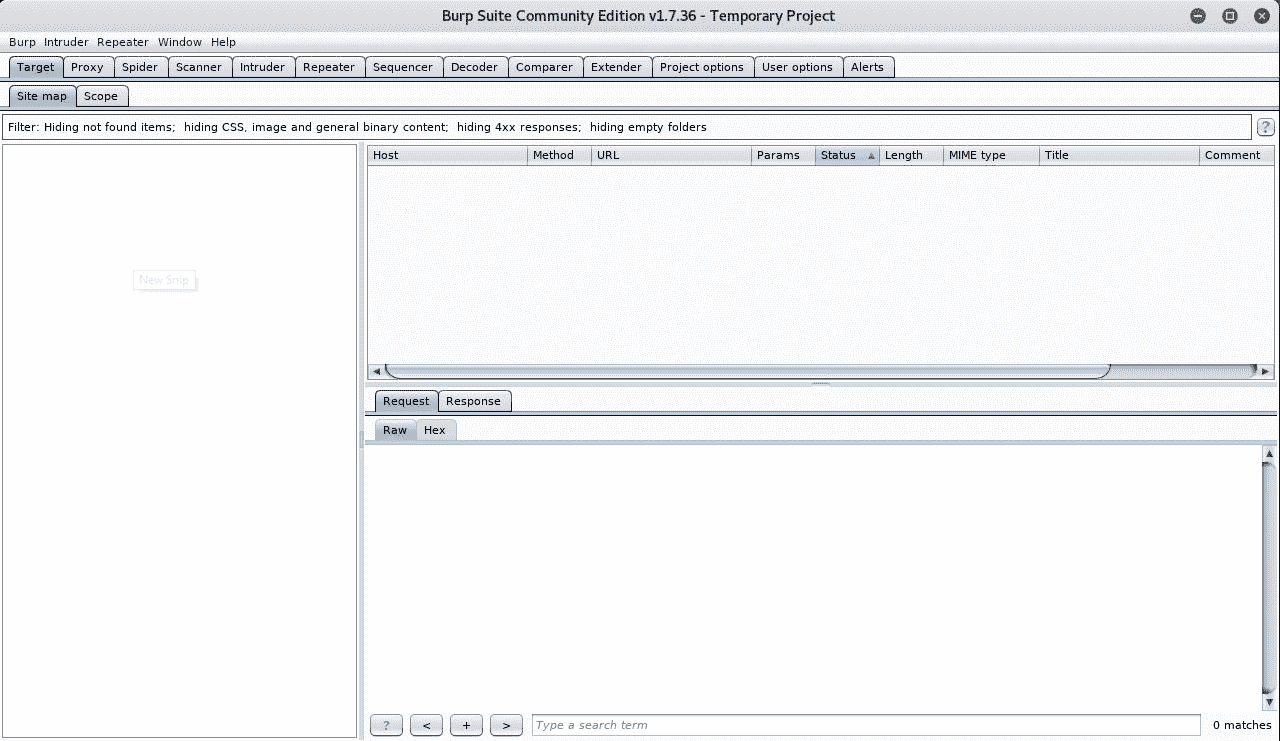 Burp Suite Community Edition v1.7.36 - Temporary Project
Burp Intruder Repeater Window Help
Target Proxy Spider Scanner Intruder Repeater Sequencer Decoder Comparer Extender Project options User options Alerts
Site map Scope
Filter: Hiding not found items; hiding CSS, image and general binary content; hiding 4xx responses; hiding empty folders ?
Host Method URL Params Status Length MIME type Title Comment
New Snip
Request Response
Raw Hex
? < + > Type a search term 0 matches